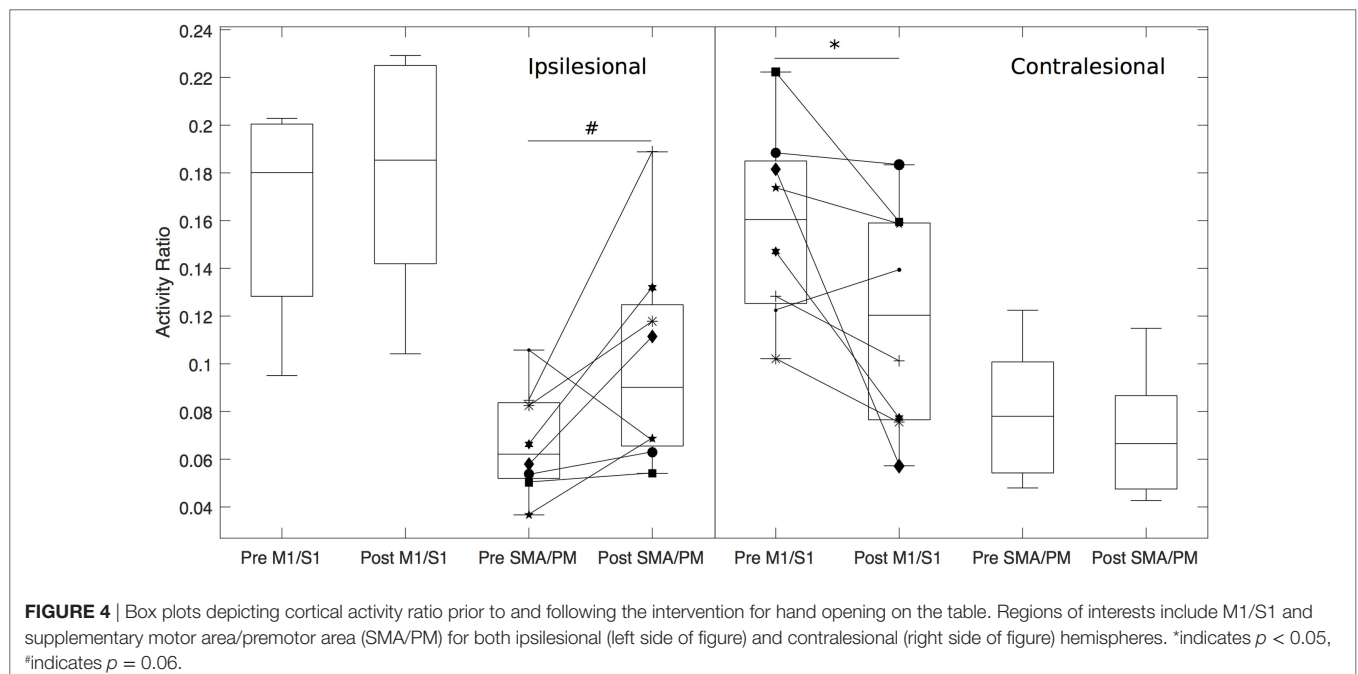 0.24
0.22
0.2
0.18
0.16
0.14
0.12
0.1
0.08
0.06
0.04
Activity Ratio
Ipsilesional
Contralesional
#
*
Pre M1/S1 Post M1/S1 Pre SMA/PM Post SMA/PM Pre M1/S1 Post M1/S1 Pre SMA/PM Post SMA/PM
FIGURE 4 | Box plots depicting cortical activity ratio prior to and following the intervention for hand opening on the table. Regions of interests include M1/S1 and
supplementary motor area/premotor area (SMA/PM) for both ipsilesional (left side of figure) and contralesional (right side of figure) hemispheres. *indicates p < 0.05,
#indicates p = 0.06.